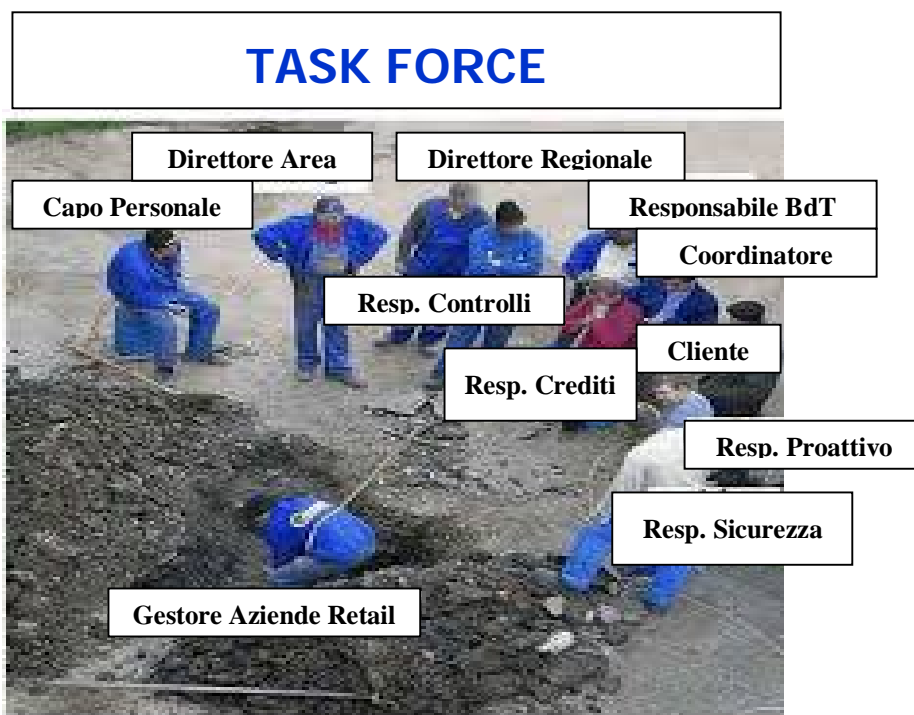 TASK FORCE
Direttore Area
Direttore Regionale
Capo Personale
Responsabile BdT
Coordinatore
Resp. Controlli
Cliente
Resp. Crediti
Resp. Proattivo
Resp. Sicurezza
Gestore Aziende Retail